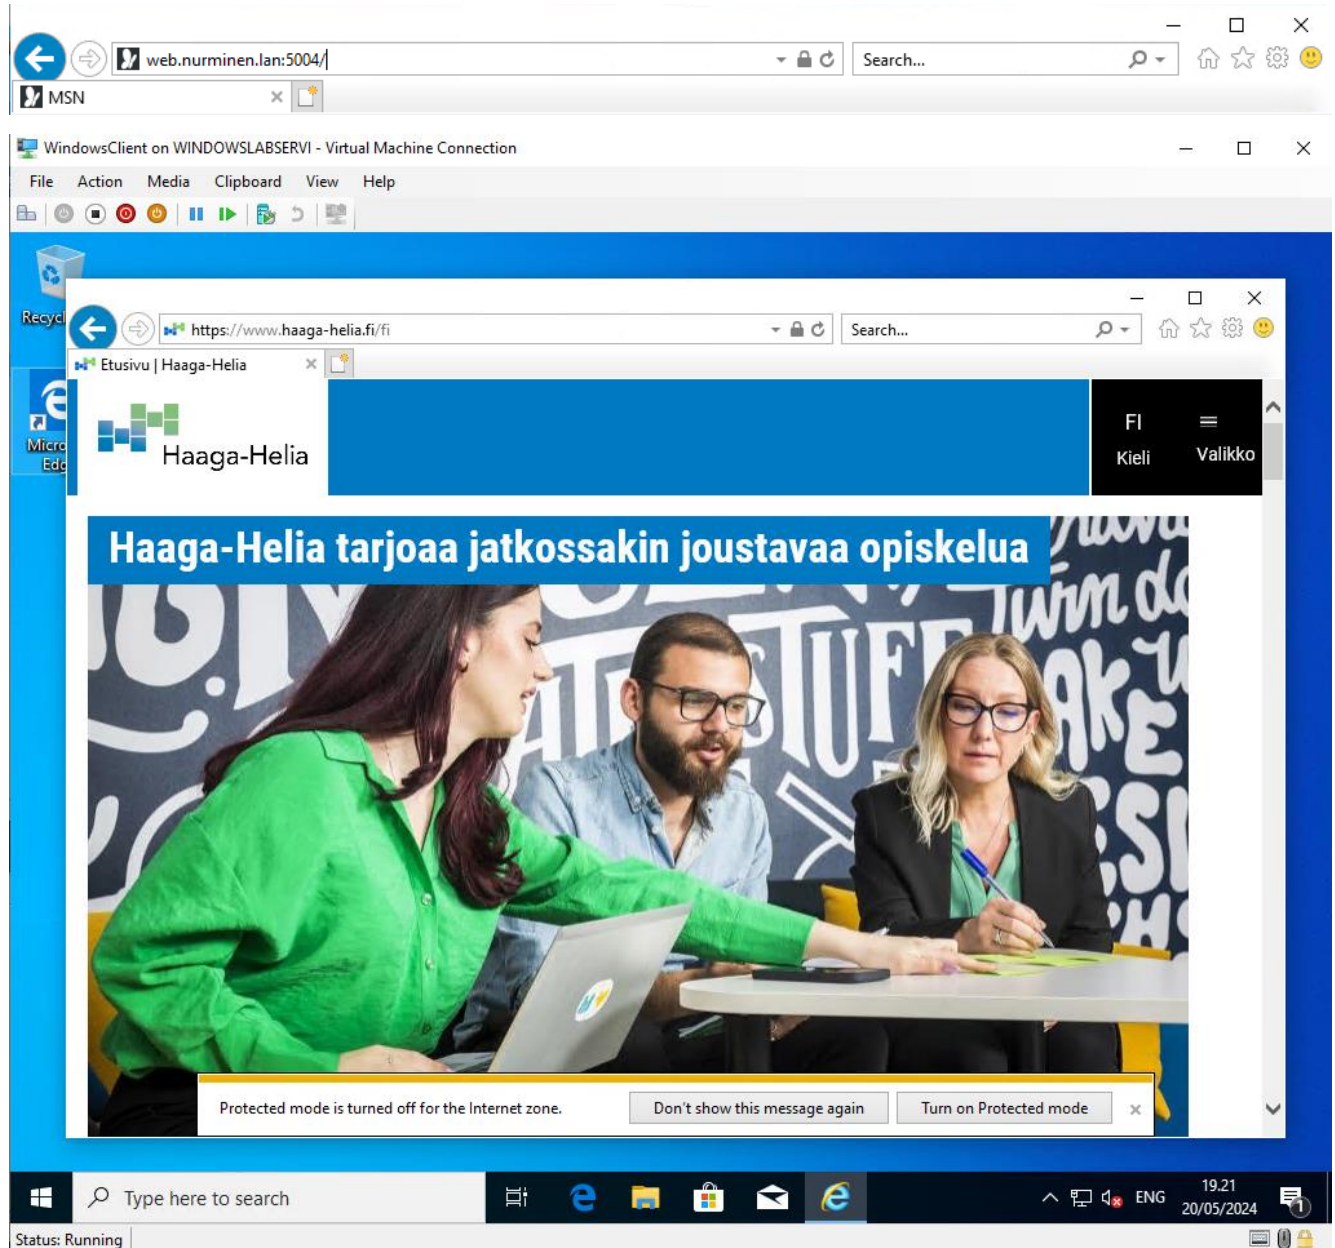 web.nurminen.lan:5004/
Search...
MSN
WindowsClient on WINDOWSLABSERVI - Virtual Machine Connection
File Action Media Clipboard View Help
https://www.haaga-helia.fi/fi
Search...
Etusivu | Haaga-Helia
Haaga-Helia
FI
Kieli
Valikko
Haaga-Helia tarjoaa jatkossakin joustavaa opiskelua
STUFF
Protected mode is turned off for the Internet zone.
Don't show this message again
Turn on Protected mode
Type here to search
ENG
19.21
20/05/2024
1
Status: Running